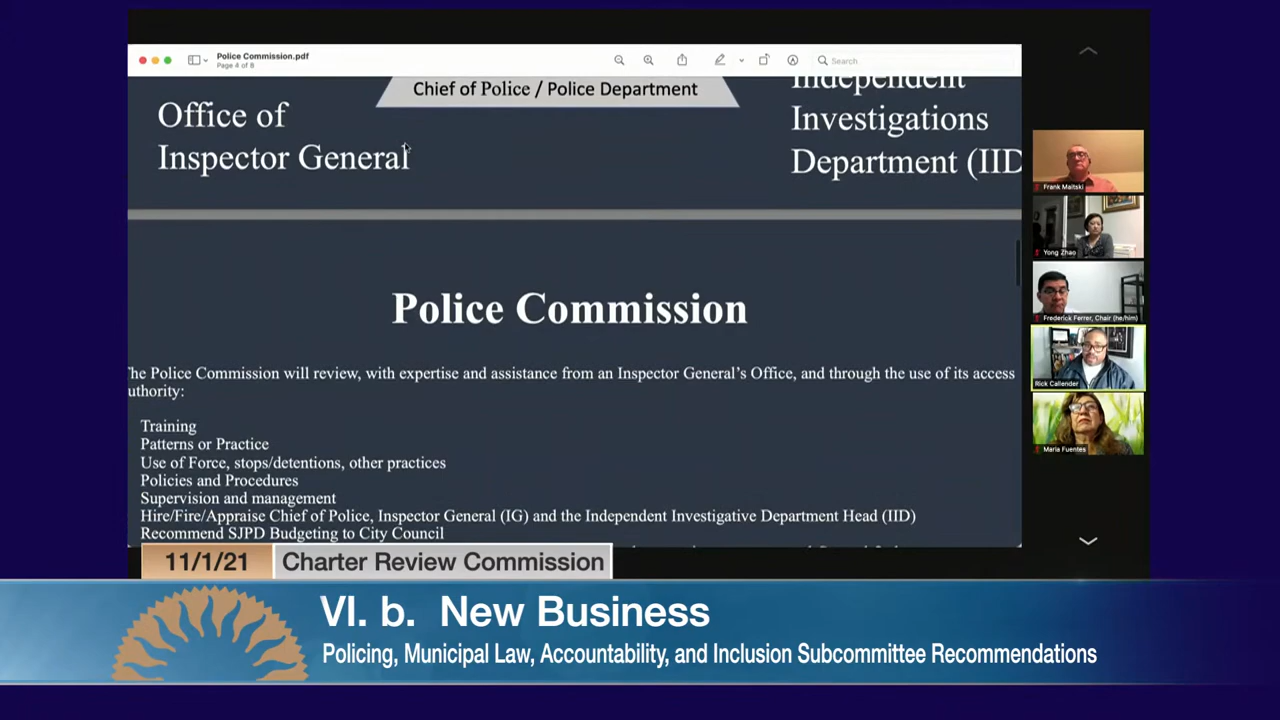 Police Commission.pdf
Page 4 of 8
Search
Chief of Police / Police Department
Office of
Inspector General
Independent
Investigations
Department (IID
Police Commission
The Police Commission will review, with expertise and assistance from an Inspector General's Office, and through the use of its access
uthority:
Training
Patterns or Practice
Use of Force, stops/detentions, other practices
Policies and Procedures
Supervision and management
Hire/Fire/Appraise Chief of Police, Inspector General (IG) and the Independent Investigative Department Head (IID)
Recommend SJPD Budgeting to City Council
Frank Maitski
Yong Zhao
Frederick Ferrer, Chair (he/him)
Rick Callender
Maria Fuentes
11/1/21
Charter Review Commission
VI. b. New Business
Policing, Municipal Law, Accountability, and Inclusion Subcommittee Recommendations